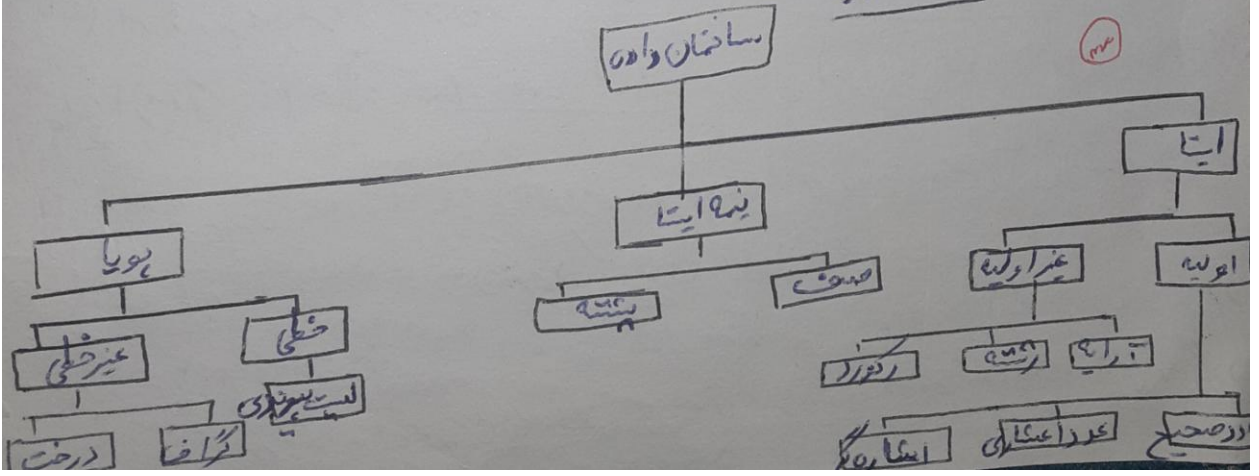 ساختمان داده
ایستا
نیمه ایستا
پویا
اولیه
غیر اولیه
صف
پشته
خطی
غیر خطی
آرایه
رشته
رکورد
لیست پیوندی
عدد صحیح
عدد اعشاری
اشاره گر
گراف
درخت